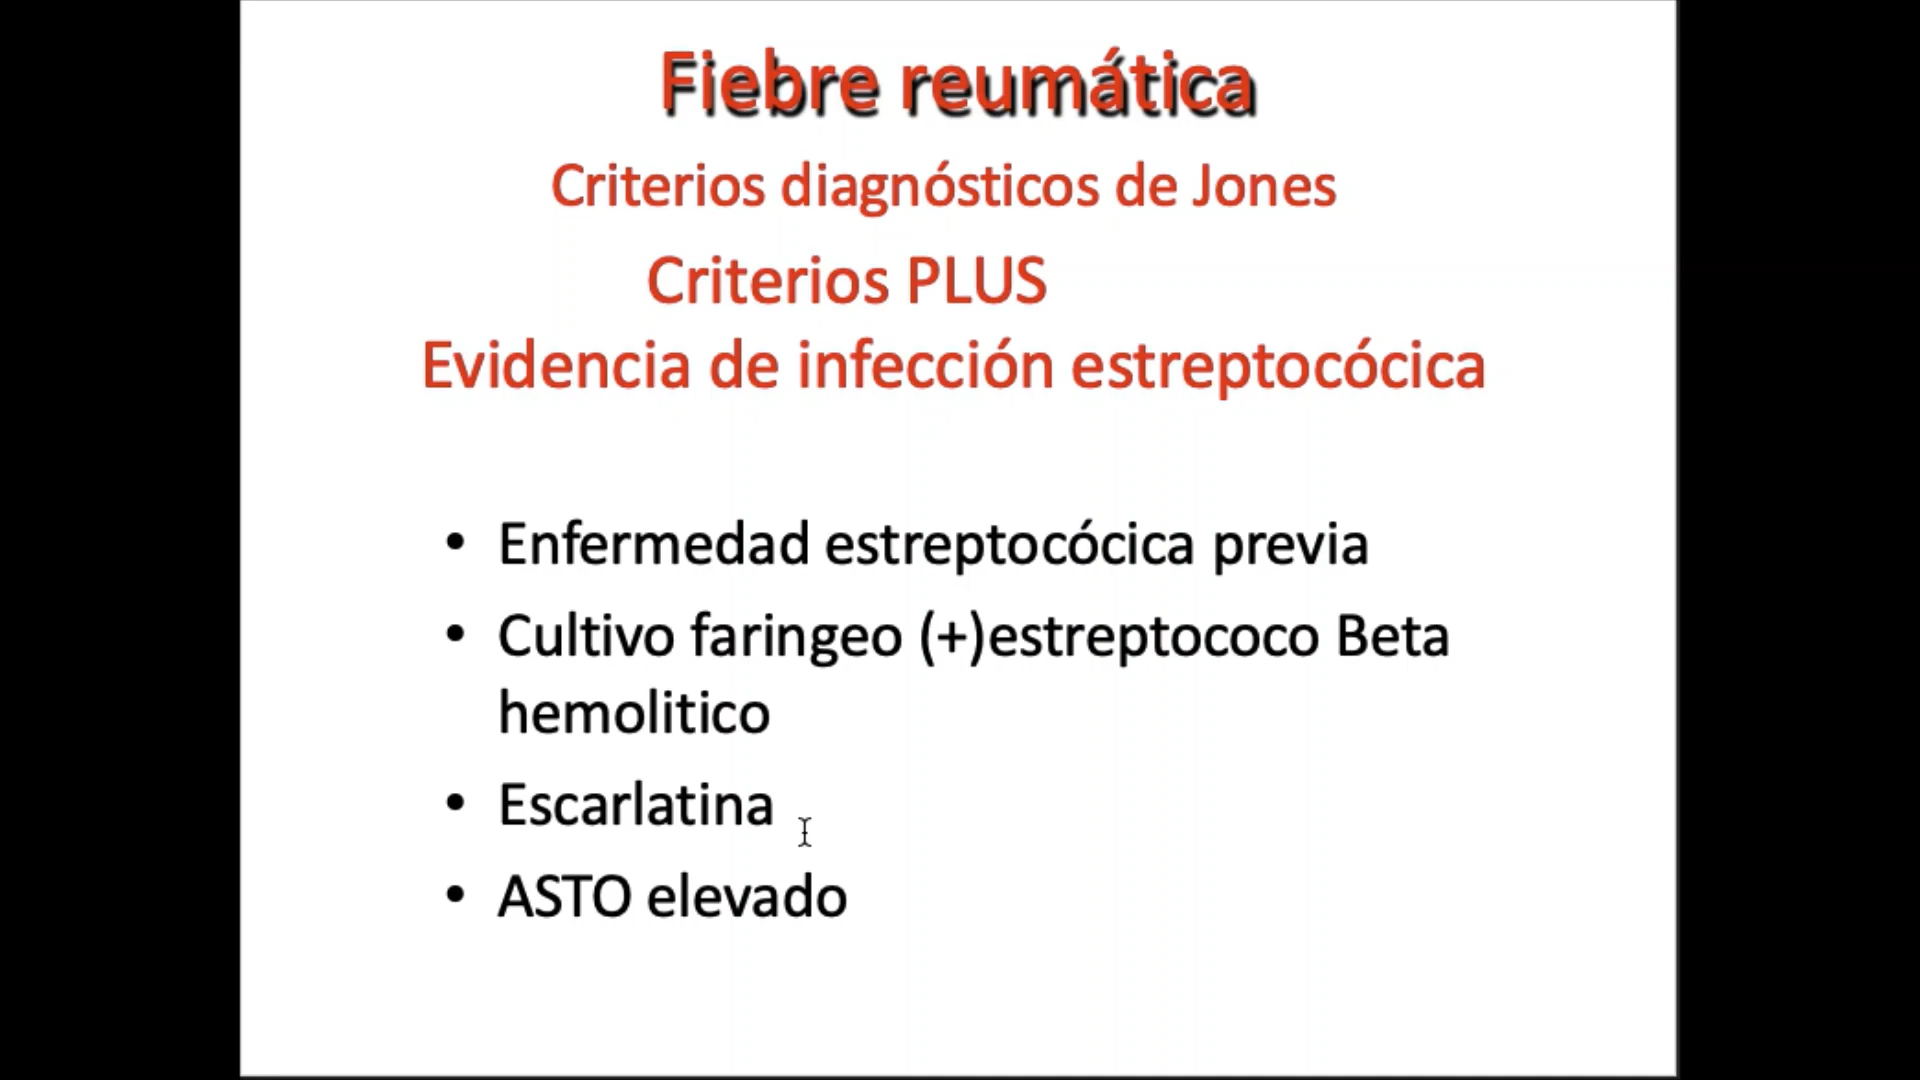 Fiebre reumática
Criterios diagnósticos de Jones
Criterios PLUS
Evidencia de infección estreptocócica
• Enfermedad estreptocócica previa
• Cultivo faringeo (+)estreptococo Beta
hemolitico
• Escarlatina
• ASTO elevado